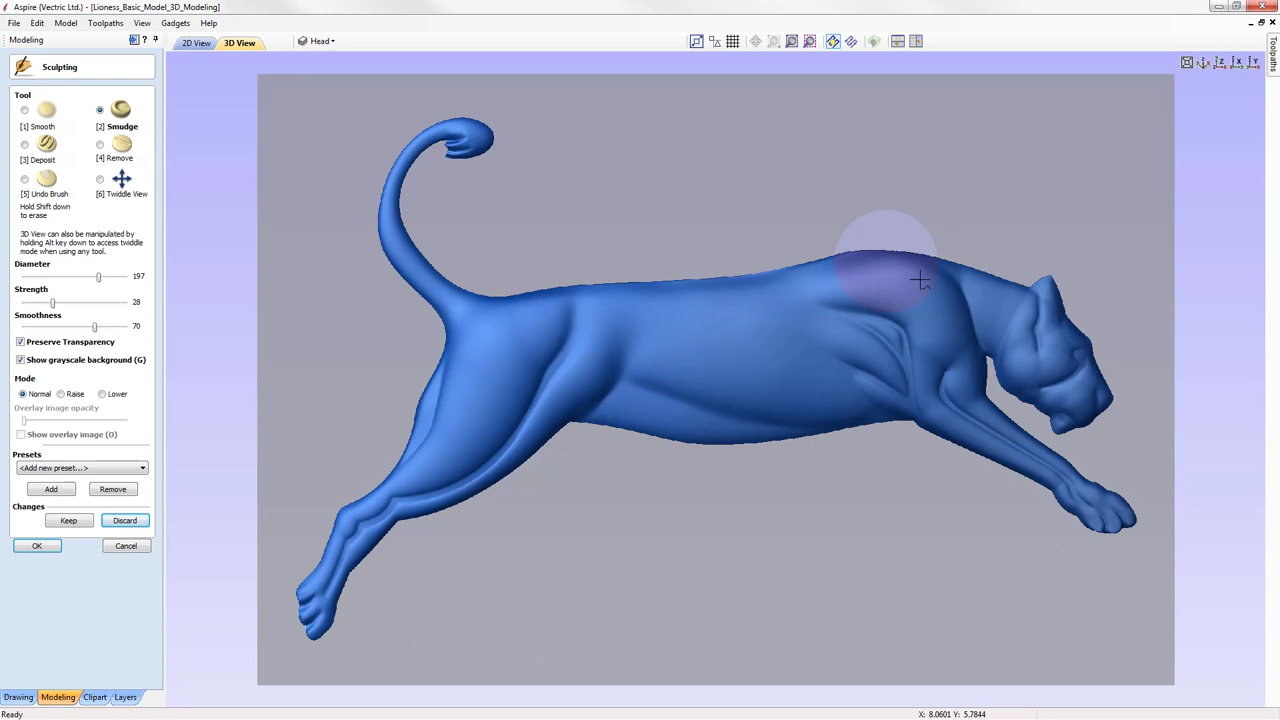 Aspire (Vectric Ltd.) - [Lioness_Basic_Model_3D_Modeling]
File Edit Model Toolpaths View Gadgets Help
Modeling
2D View 3D View Head
Toolpaths
Sculpting
Tool
[1] Smooth [2] Smudge
[3] Deposit [4] Remove
[5] Undo Brush [6] Twiddle View
Hold Shift down
to erase
3D View can also be manipulated by
holding Alt key down to access twiddle
mode when using any tool.
Diameter
197
Strength
28
Smoothness
70
Preserve Transparency
Show grayscale background (G)
Mode
Normal Raise Lower
Overlay image opacity
Show overlay image (O)
Presets
<Add new preset...>
Add Remove
Changes
Keep Discard
OK Cancel
Drawing Modeling Clipart Layers
Ready X: 8.0601 Y: 5.7844